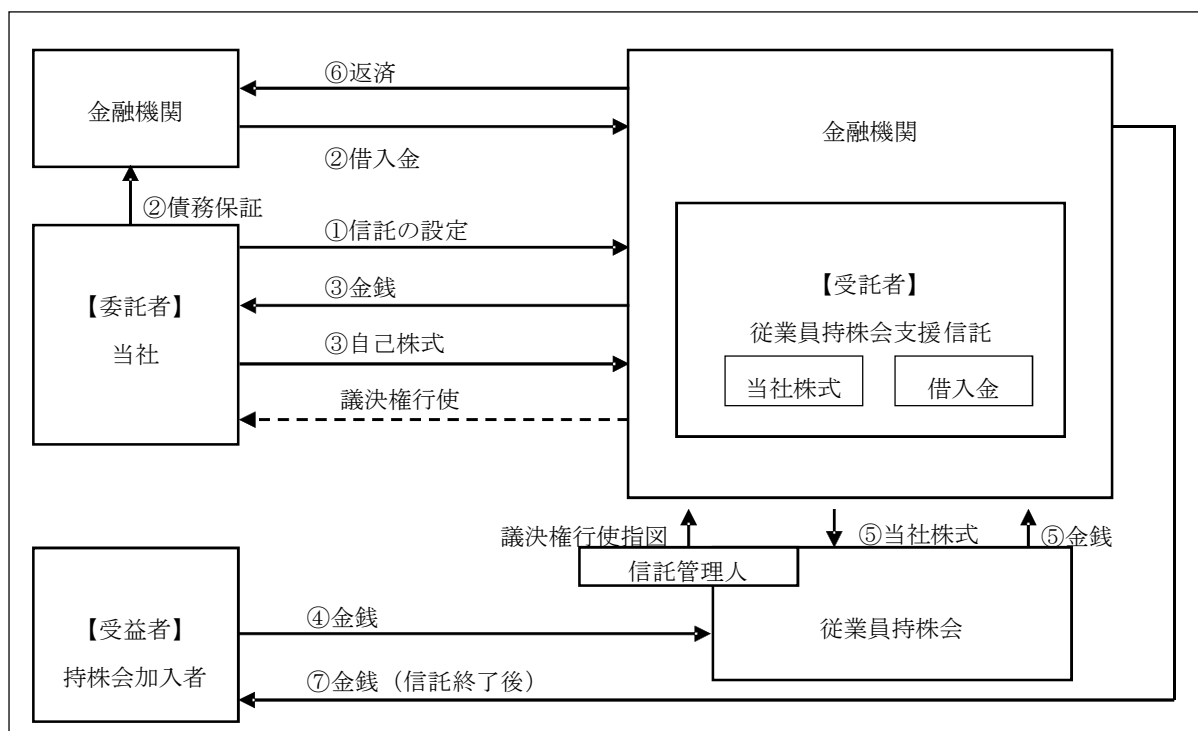 ⑥返済
金融機関
金融機関
②借入金
②債務保証
①信託の設定
③金銭
【委託者】
当社
【受託者】
従業員持株会支援信託
③自己株式
当社株式
借入金
議決権行使
議決権行使指図
⑤当社株式
⑤金銭
信託管理人
【受益者】
持株会加入者
④金銭
従業員持株会
⑦金銭（信託終了後）